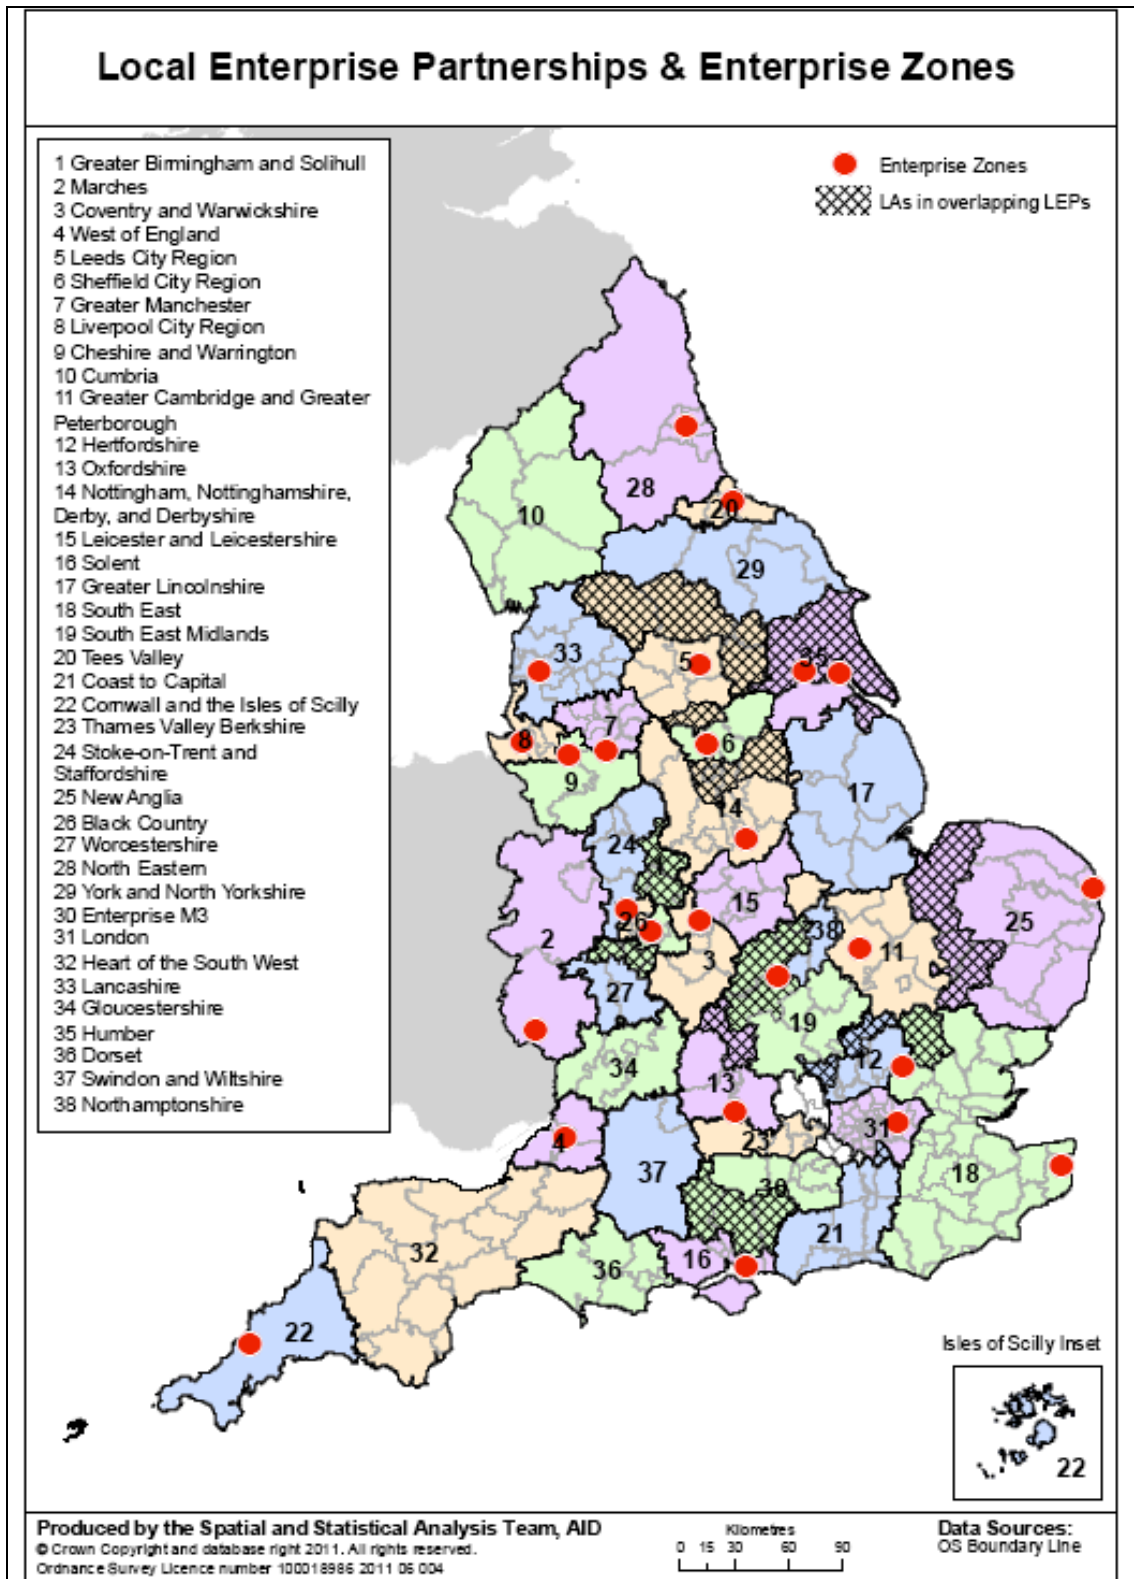 Local Enterprise Partnerships & Enterprise Zones
1 Greater Birmingham and Solihull
2 Marches
3 Coventry and Warwickshire
4 West of England
5 Leeds City Region
6 Sheffield City Region
7 Greater Manchester
8 Liverpool City Region
9 Cheshire and Warrington
10 Cumbria
11 Greater Cambridge and Greater
Peterborough
12 Hertfordshire
13 Oxfordshire
14 Nottingham, Nottinghamshire,
Derby, and Derbyshire
15 Leicester and Leicestershire
16 Solent
17 Greater Lincolnshire
18 South East
19 South East Midlands
20 Tees Valley
21 Coast to Capital
22 Cornwall and the Isles of Scilly
23 Thames Valley Berkshire
24 Stoke-on-Trent and
Staffordshire
25 New Anglia
26 Black Country
27 Worcestershire
28 North Eastern
29 York and North Yorkshire
30 Enterprise M3
31 London
32 Heart of the South West
33 Lancashire
34 Gloucestershire
35 Humber
36 Dorset
37 Swindon and Wiltshire
38 Northamptonshire
Enterprise Zones
LAs in overlapping LEPs
28
20
10
29
33
5
35
7
8
6
9
17
14
24
1
15
26
25
2
38
11
3
27
19
12
34
13
31
4
23
37
30
18
21
32
16
36
22
Isles of Scilly Inset
22
Produced by the Spatial and Statistical Analysis Team, AID
© Crown Copyright and database right 2011. All rights reserved.
Ordnance Survey Licence number 100018986 2011 06 004
Kilometres
0 15 30 60 90
Data Sources:
OS Boundary Line